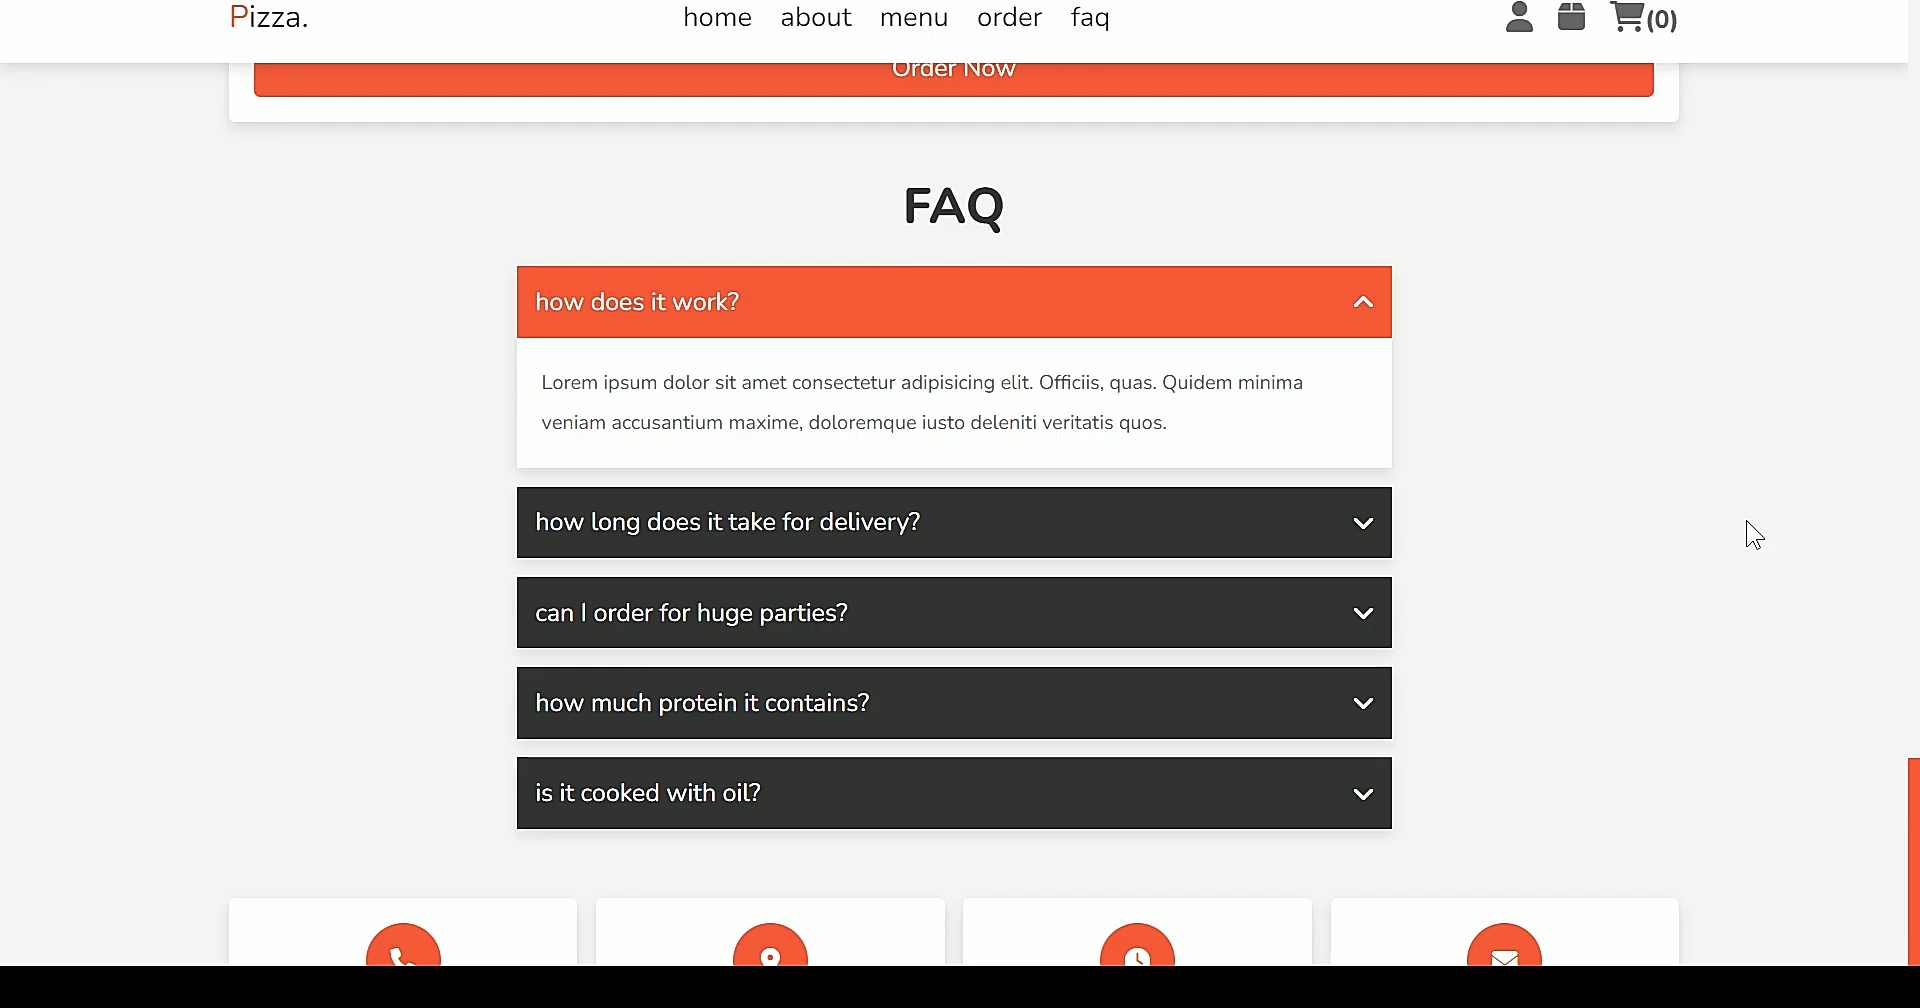 Pizza.
home about menu order faq
(0)
Order Now
FAQ
how does it work?
Lorem ipsum dolor sit amet consectetur adipisicing elit. Officiis, quas. Quidem minima
veniam accusantium maxime, doloremque iusto deleniti veritatis quos.
how long does it take for delivery?
can I order for huge parties?
how much protein it contains?
is it cooked with oil?